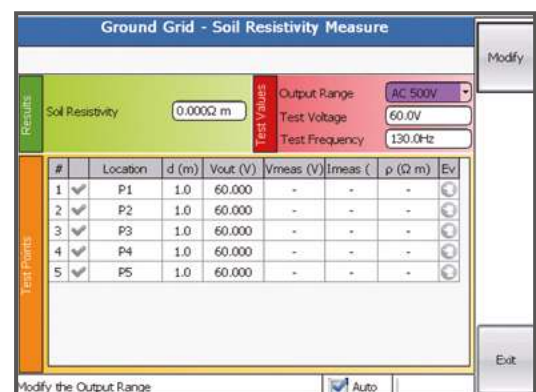 Ground Grid - Soil Resistivity Measure
Modify
Results
Soil Resistivity 0.000Ω m
Test Values
Output Range AC 500V
Test Voltage 60.0V
Test Frequency 130.0Hz
Test Points
# Location d (m) Vout (V) Vmeas (V) Imeas ( ρ (Ω m) Ev
1 P1 1.0 60.000 - - -
2 P2 1.0 60.000 - - -
3 P3 1.0 60.000 - - -
4 P4 1.0 60.000 - - -
5 P5 1.0 60.000 - - -
Exit
Modify the Output Range Auto